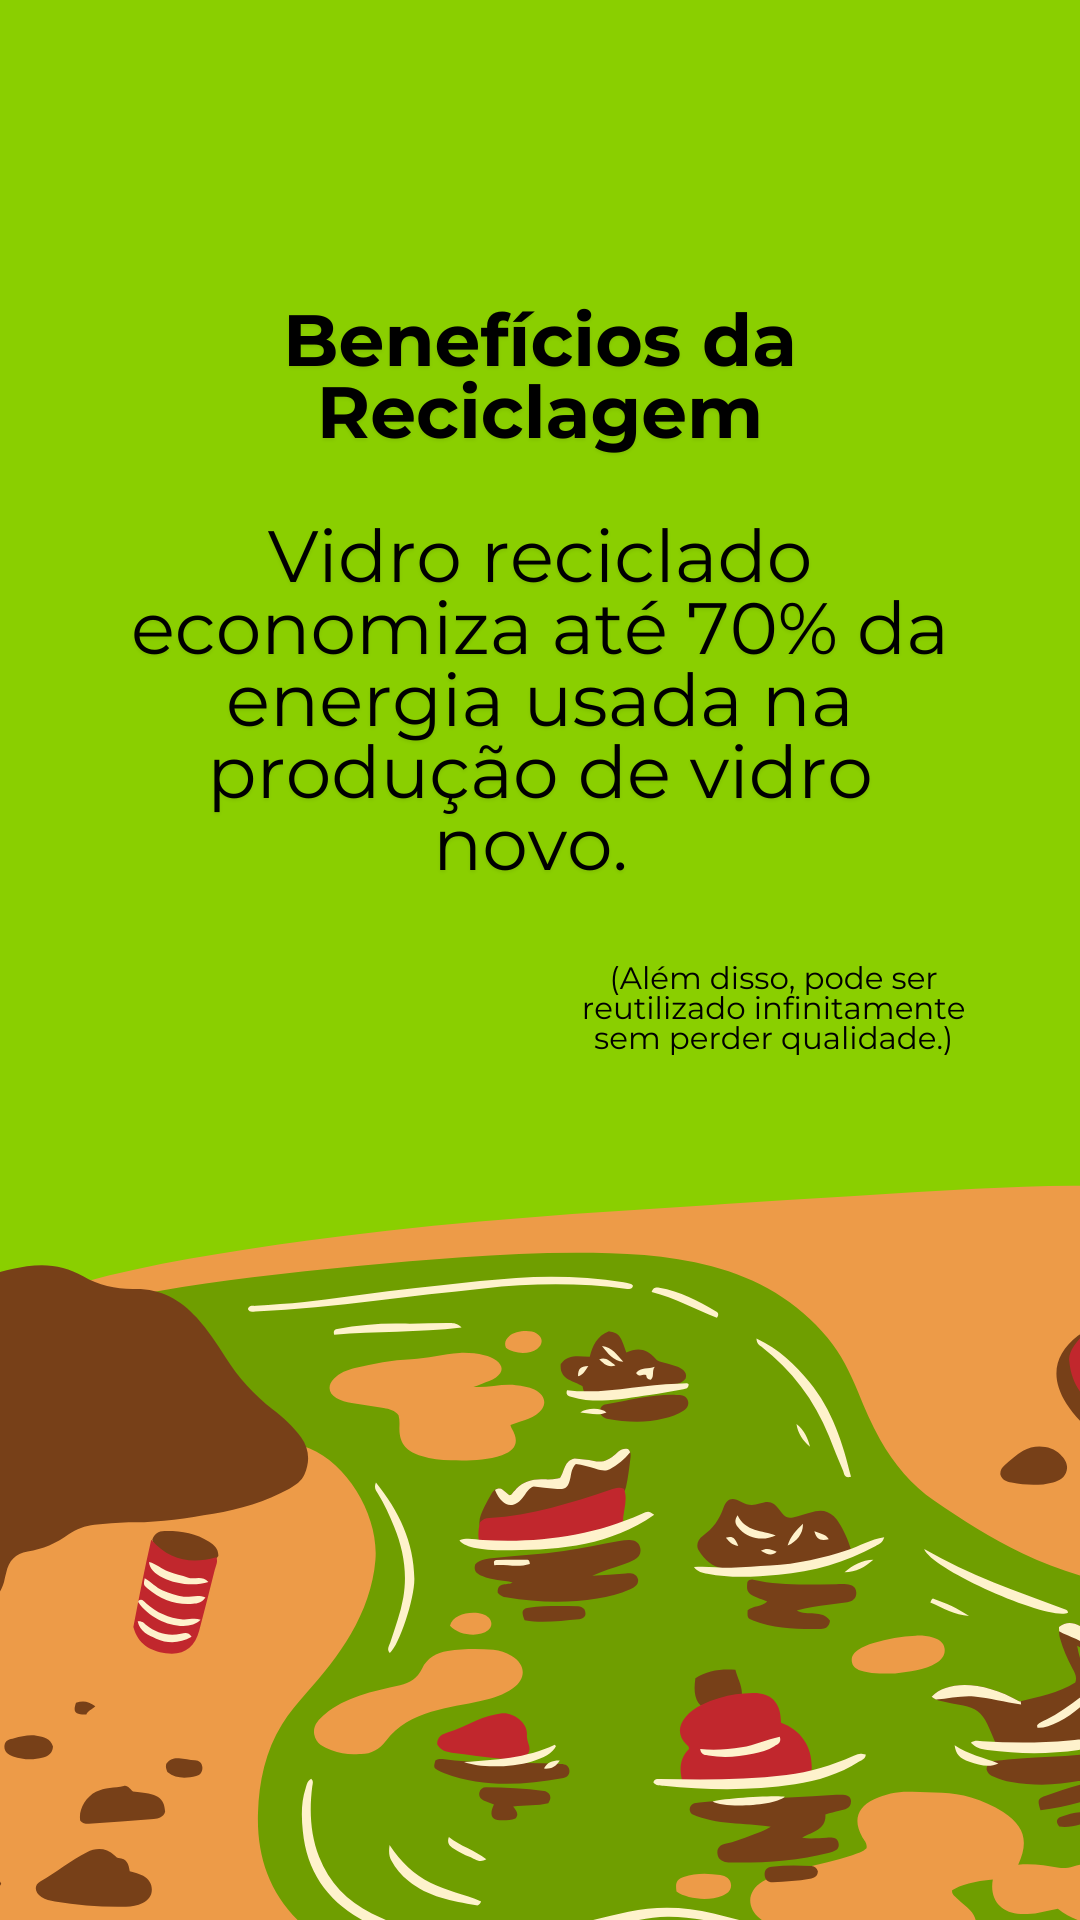 Benefícios da
Reciclagem
Vidro reciclado
economiza até 70% da
energia usada na
produção de vidro
novo.
(Além disso, pode ser
reutilizado infinitamente
sem perder qualidade.)